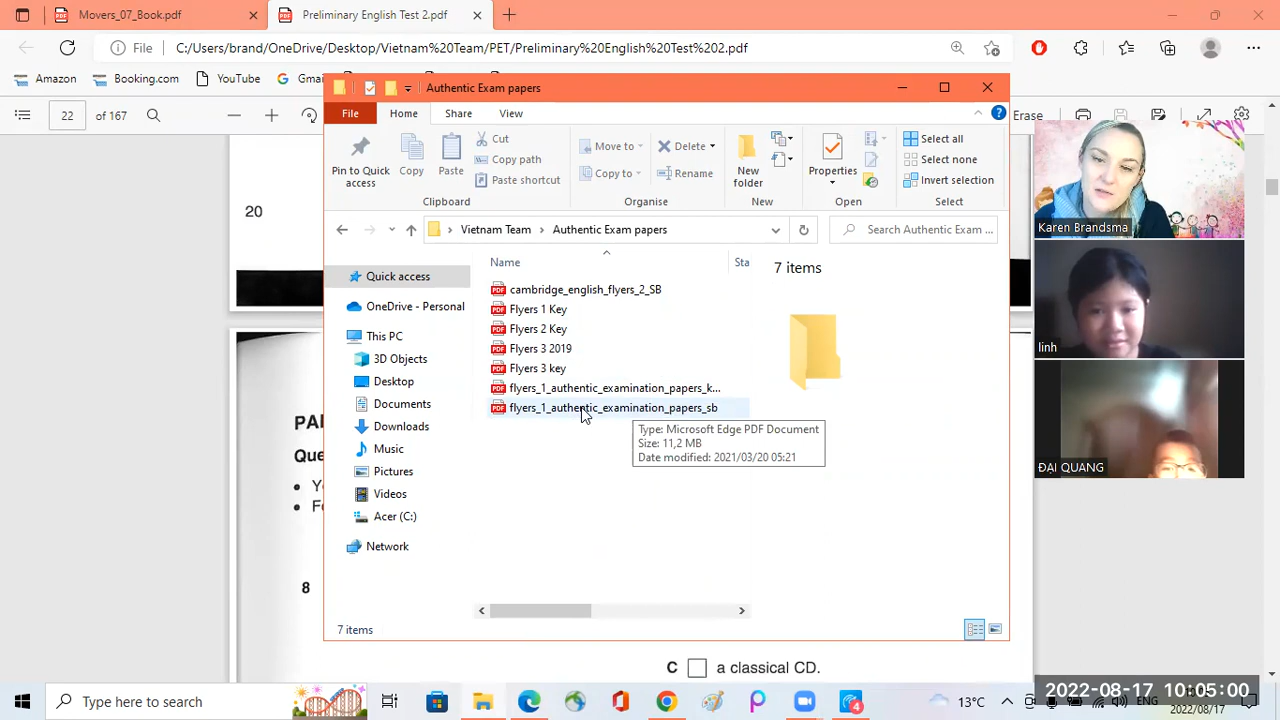 Movers_07_Book.pdf
Preliminary English Test 2.pdf
File
C:/Users/brand/OneDrive/Desktop/Vietnam%20Team/PET/Preliminary%20English%20Test%202.pdf
Amazon
Booking.com
YouTube
Gmai
22 of 167
Erase
Authentic Exam papers
File
Home
Share
View
Pin to Quick access
Copy
Paste
Cut
Copy path
Paste shortcut
Clipboard
Move to
Copy to
Delete
Rename
Organise
New folder
New
Properties
Open
Select all
Select none
Invert selection
Select
Vietnam Team
Authentic Exam papers
Search Authentic Exam ...
Quick access
OneDrive - Personal
This PC
3D Objects
Desktop
Documents
Downloads
Music
Pictures
Videos
Acer (C:)
Network
Name
Sta
cambridge_english_flyers_2_SB
Flyers 1 Key
Flyers 2 Key
Flyers 3 2019
Flyers 3 key
flyers_1_authentic_examination_papers_k...
flyers_1_authentic_examination_papers_sb
Type: Microsoft Edge PDF Document
Size: 11,2 MB
Date modified: 2021/03/20 05:21
7 items
7 items
20
PA
Que
Y
F
8
C a classical CD.
Karen Brandsma
linh
ĐẠI QUANG
Type here to search
4
13°C
ENG
2022-08-17 10:05:00
2022/08/17